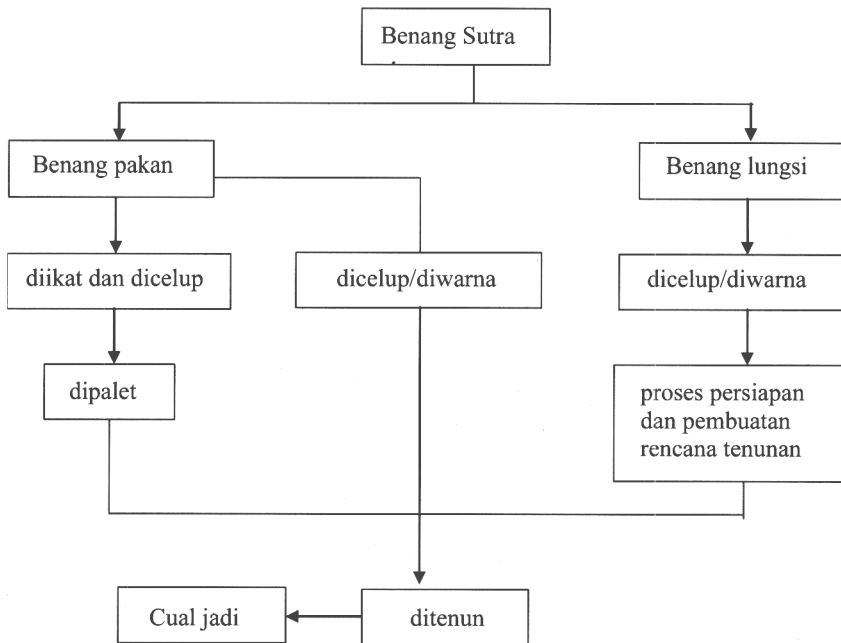 Benang Sutra
Benang pakan
Benang lungsi
diikat dan dicelup
dicelup/diwarna
dicelup/diwarna
dipalet
proses persiapan
dan pembuatan
rencana tenunan
Cual jadi
ditenun